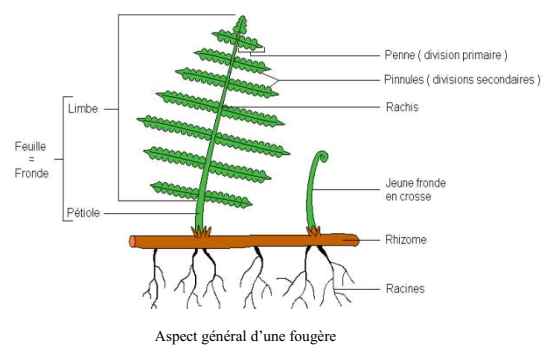 Penne ( division primaire )
Pinnules ( divisions secondaires )
Limbe
Rachis
Feuille
=
Fronde
Jeune fronde
en crosse
Pétiole
Rhizome
Racines
Aspect général d'une fougère